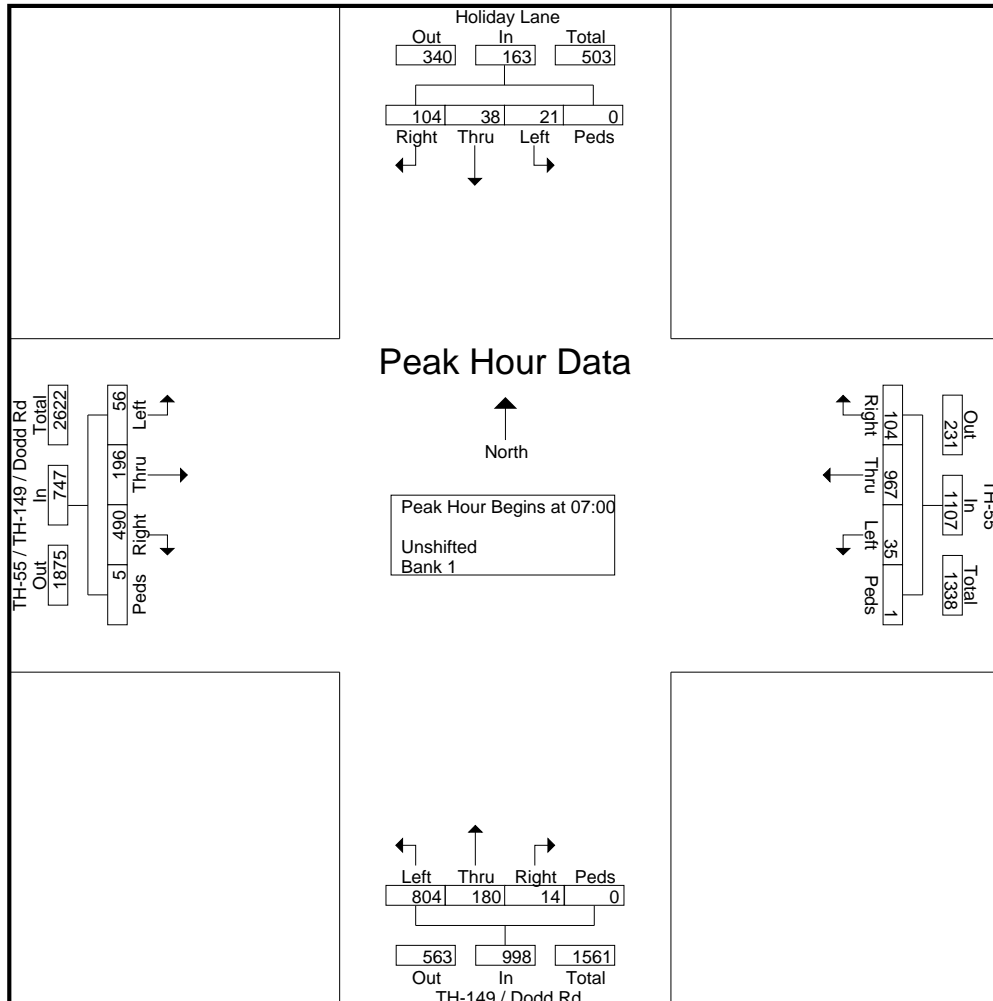 Holiday Lane
Out In Total
340 163 503
104 38 21 0
Right Thru Left Peds
Peak Hour Data
North
Peak Hour Begins at 07:00
Unshifted
Bank 1
TH-55 / TH-149 / Dodd Rd
Out In Total
1875 747 2622
5 490 196 56
Peds Right Thru Left
TH-55
Out In Total
231 1107 1338
104 967 35 1
Right Thru Left Peds
Left Thru Right Peds
804 180 14 0
563 998 1561
Out In Total
TH-149 / Dodd Rd